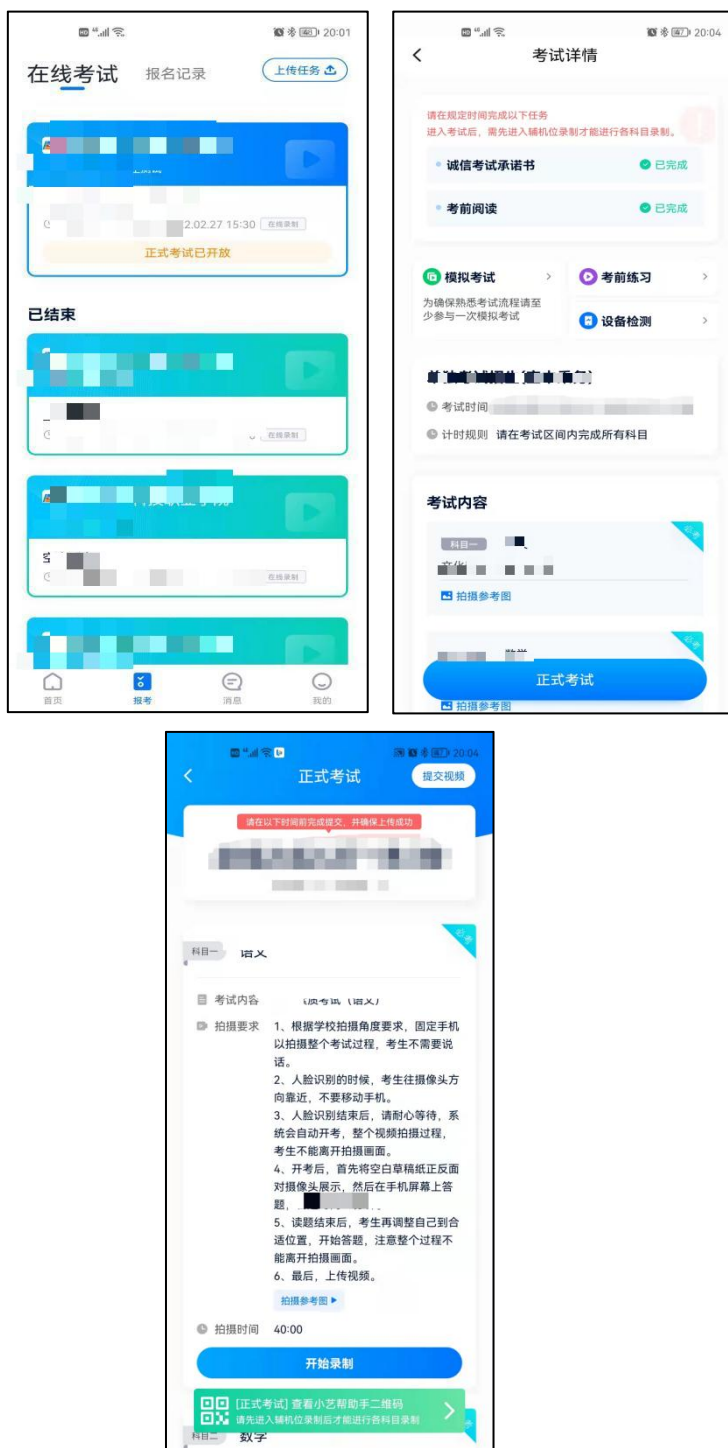 20:01
在线考试
报名记录
上传任务
2.02.27 15:30
在线录制
正式考试已开放
已结束
在线录制
在线录制
首页
报考
消息
我的
20:04
考试详情
请在规定时间完成以下任务
进入考试后，需先进入辅机位录制才能进行各科目录制。
诚信考试承诺书
已完成
考前阅读
已完成
模拟考试
为确保熟悉考试流程请至
少参与一次模拟考试
考前练习
设备检测
考试时间
计时规则 请在考试区间内完成所有科目
考试内容
必考
科目一
拍摄参考图
必考
正式考试
拍摄参考图
20:04
正式考试
提交视频
请在以下时间前完成提交，并确保上传成功
必考
科目一
语文
考试内容
质考试（语文）
拍摄要求
1、根据学校拍摄角度要求，固定手机
以拍摄整个考试过程，考生不需要说
话。
2、人脸识别的时候，考生往摄像头方
向靠近，不要移动手机。
3、人脸识别结束后，请耐心等待，系
统会自动开考，整个视频拍摄过程，
考生不能离开拍摄画面。
4、开考后，首先将空白草稿纸正反面
对摄像头展示，然后在手机屏幕上答
题，
5、读题结束后，考生再调整自己到合
适位置，开始答题，注意整个过程不
能离开拍摄画面。
6、最后，上传视频。
拍摄参考图
拍摄时间 40:00
开始录制
[正式考试] 查看小艺帮助手二维码
请先进入辅机位录制后才能进行各科目录制
科目二
数学